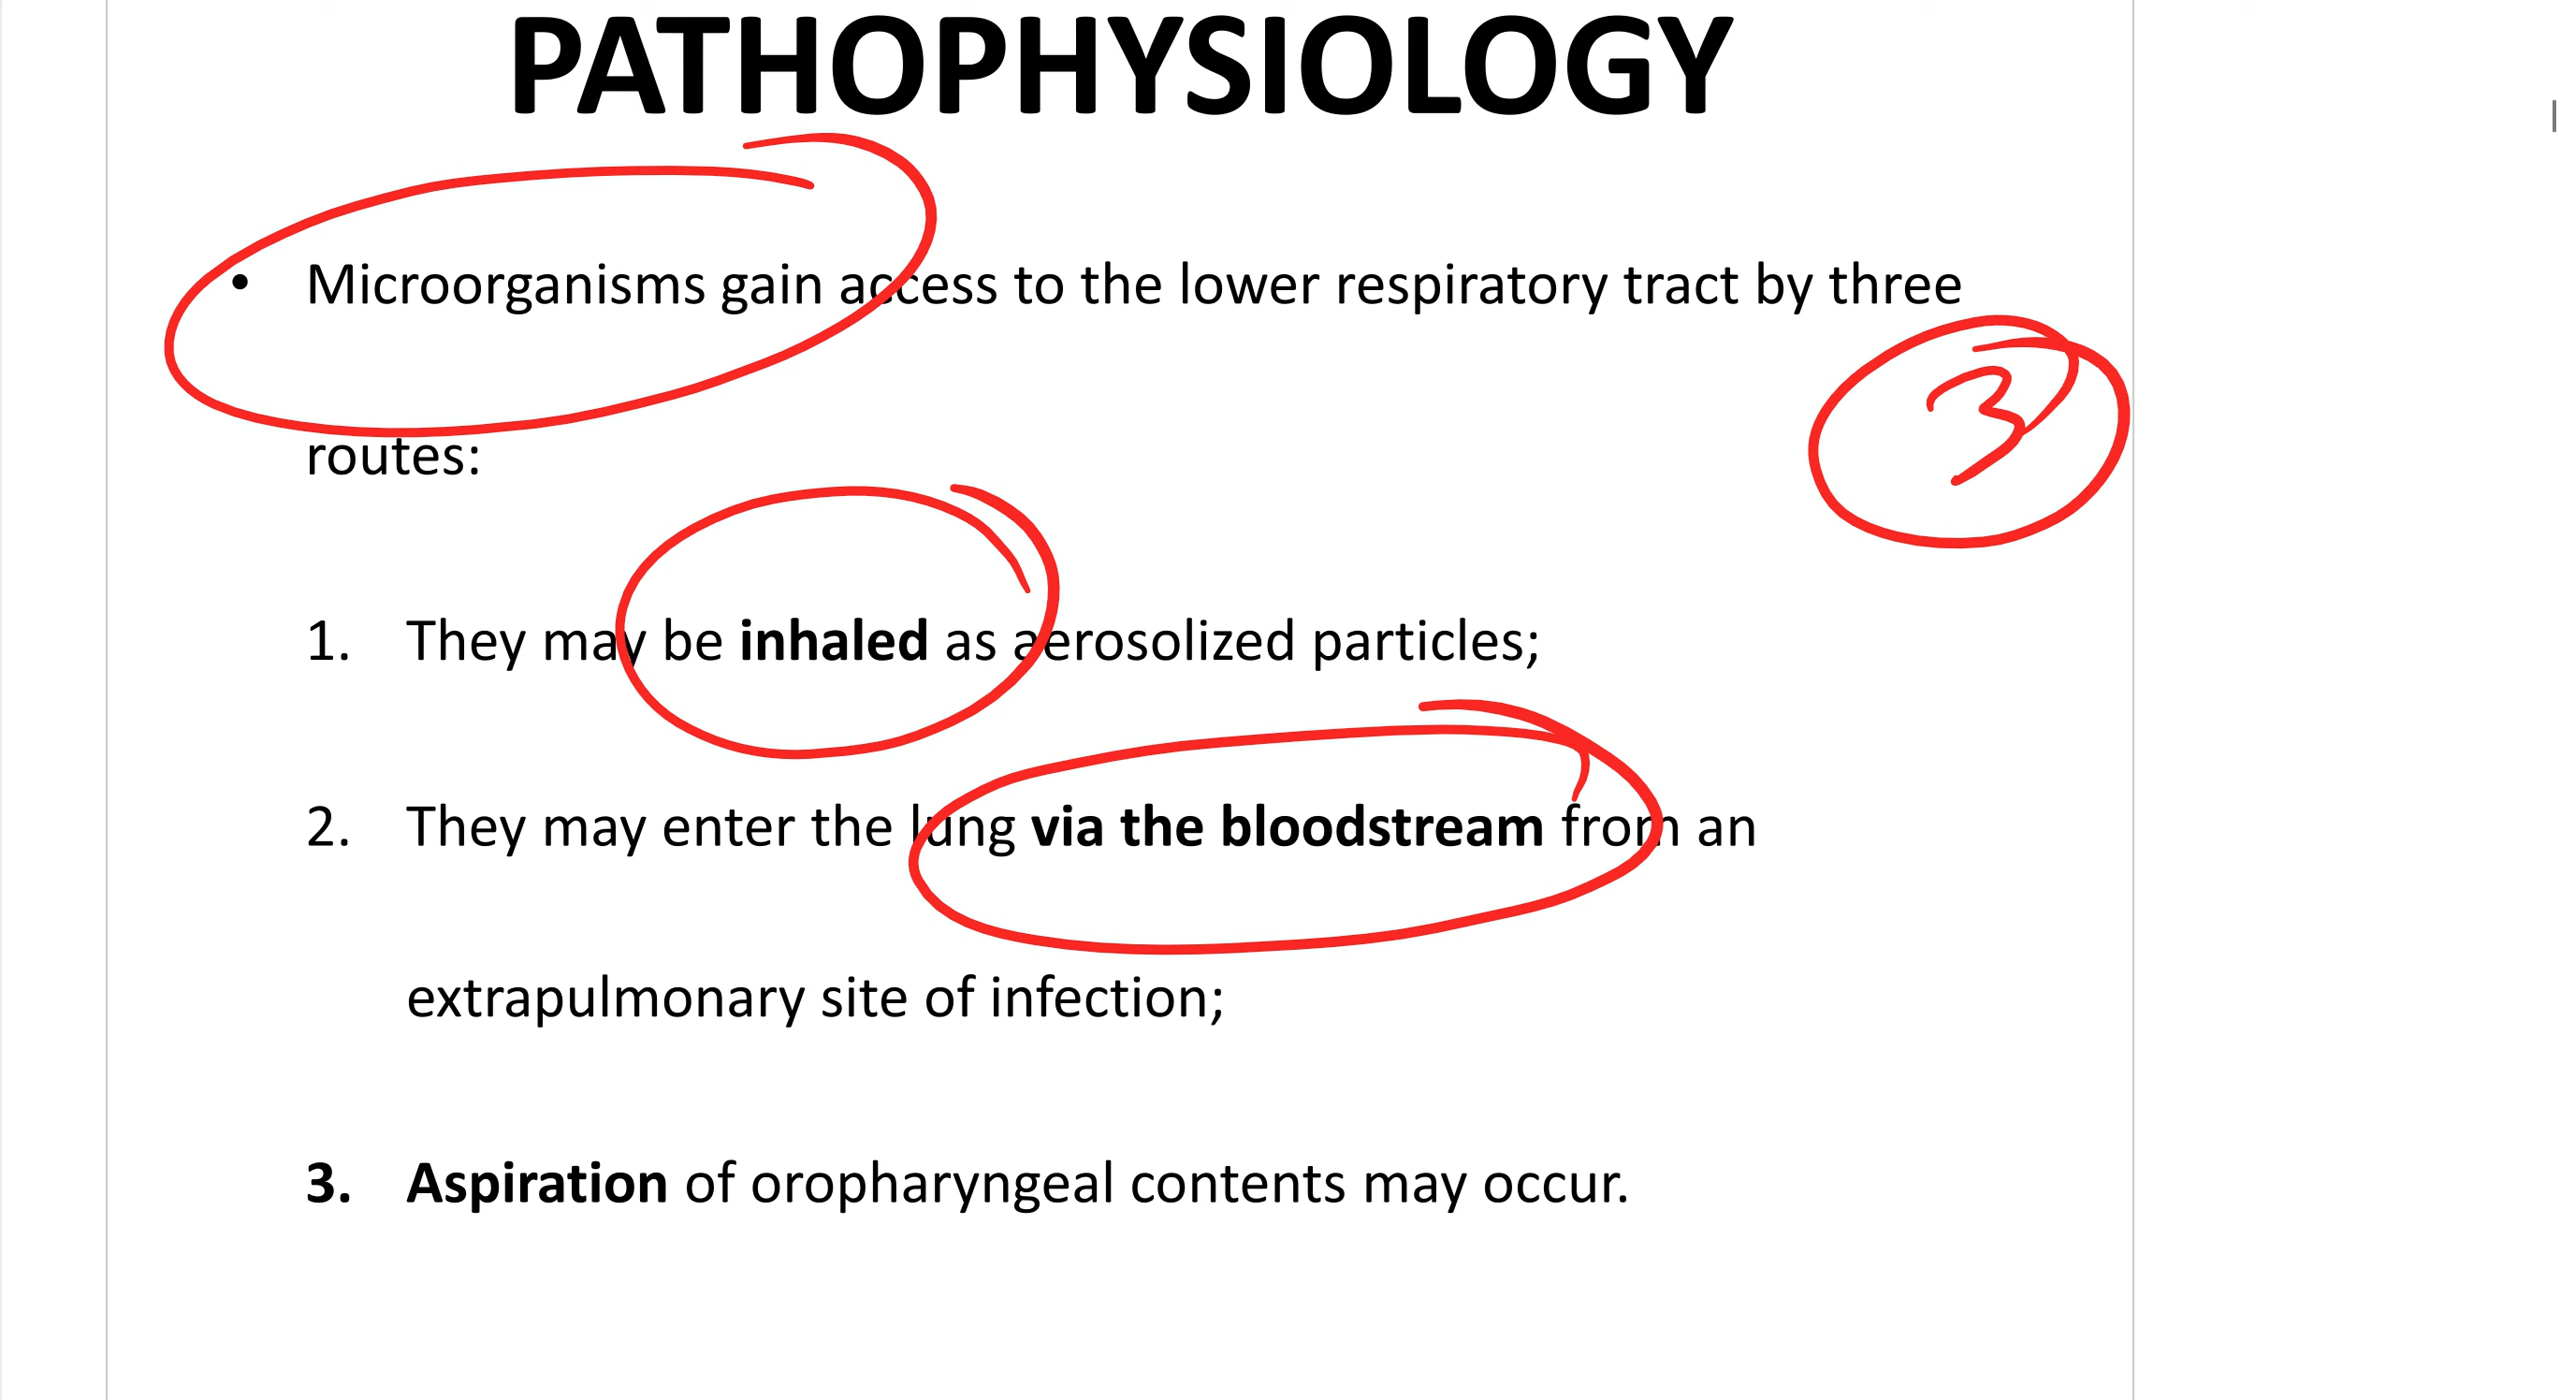 PATHOPHYSIOLOGY
• Microorganisms gain access to the lower respiratory tract by three
3
routes:
1. They may be inhaled as aerosolized particles;
2. They may enter the lung via the bloodstream from an
extrapulmonary site of infection;
3. Aspiration of oropharyngeal contents may occur.